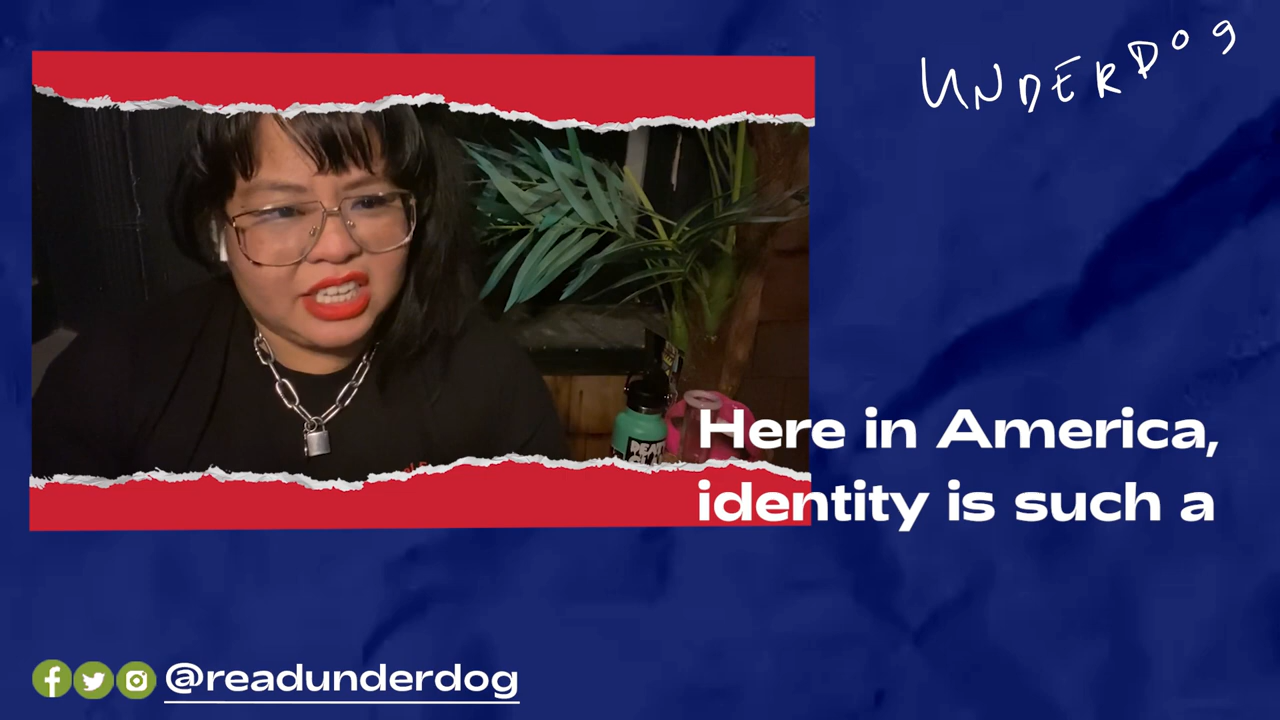 UNDERDOg
Here in America,
identity is such a
@readunderdog